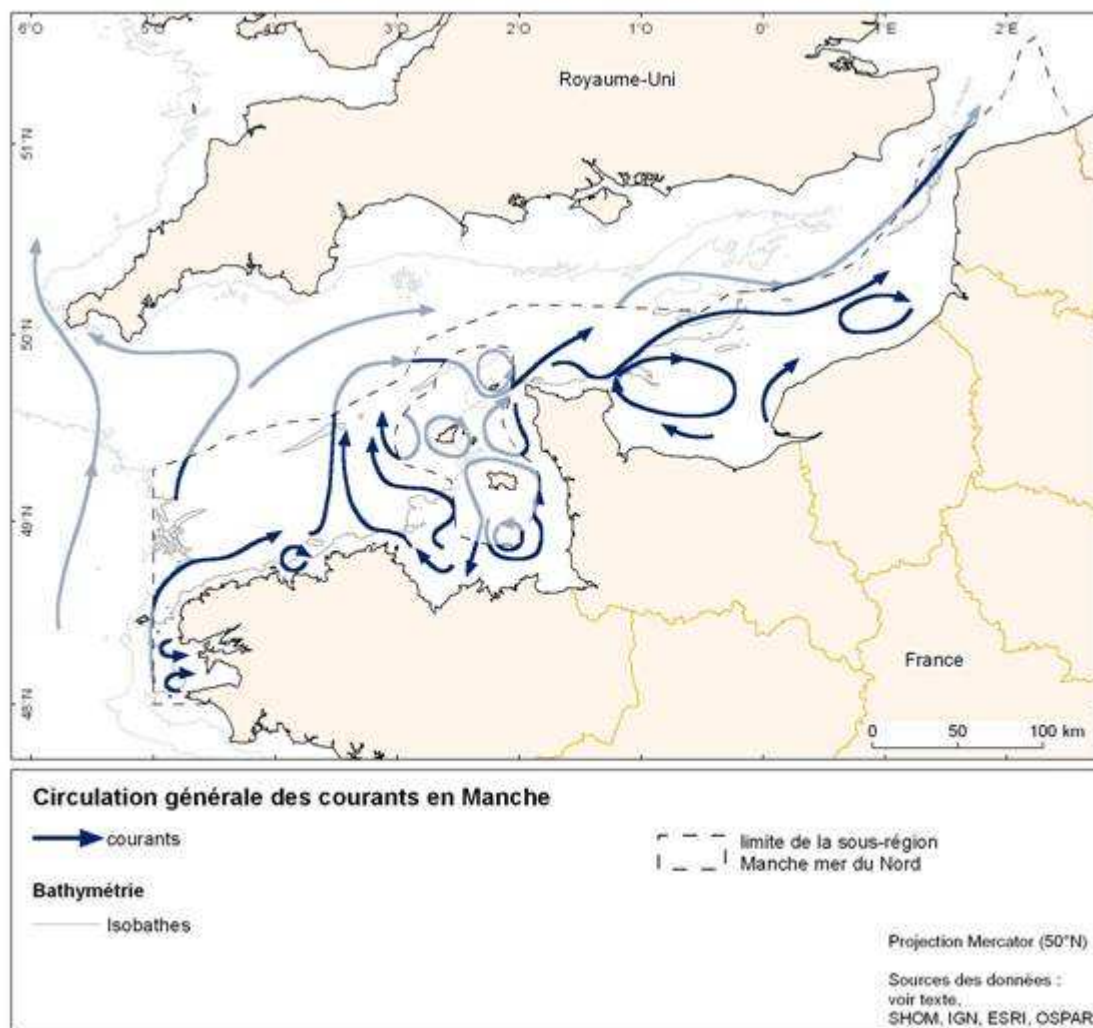 6°O 5°O 4°O 3°O 2°O 1°O 0° 1°E 2°E
Royaume-Uni
51°N
50°N
49°N
48°N
France
0 50 100 km
Circulation générale des courants en Manche
courants
limite de la sous-région
Manche mer du Nord
Bathymétrie
Isobathes
Projection Mercator (50°N)
Sources des données :
voir texte,
SHOM, IGN, ESRI, OSPAR